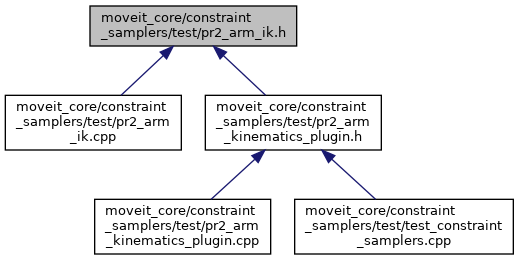 moveit_core/constraint
_samplers/test/pr2_arm_ik.h
moveit_core/constraint
_samplers/test/pr2_arm
_ik.cpp
moveit_core/constraint
_samplers/test/pr2_arm
_kinematics_plugin.h
moveit_core/constraint
_samplers/test/pr2_arm
_kinematics_plugin.cpp
moveit_core/constraint
_samplers/test/test_constraint
_samplers.cpp